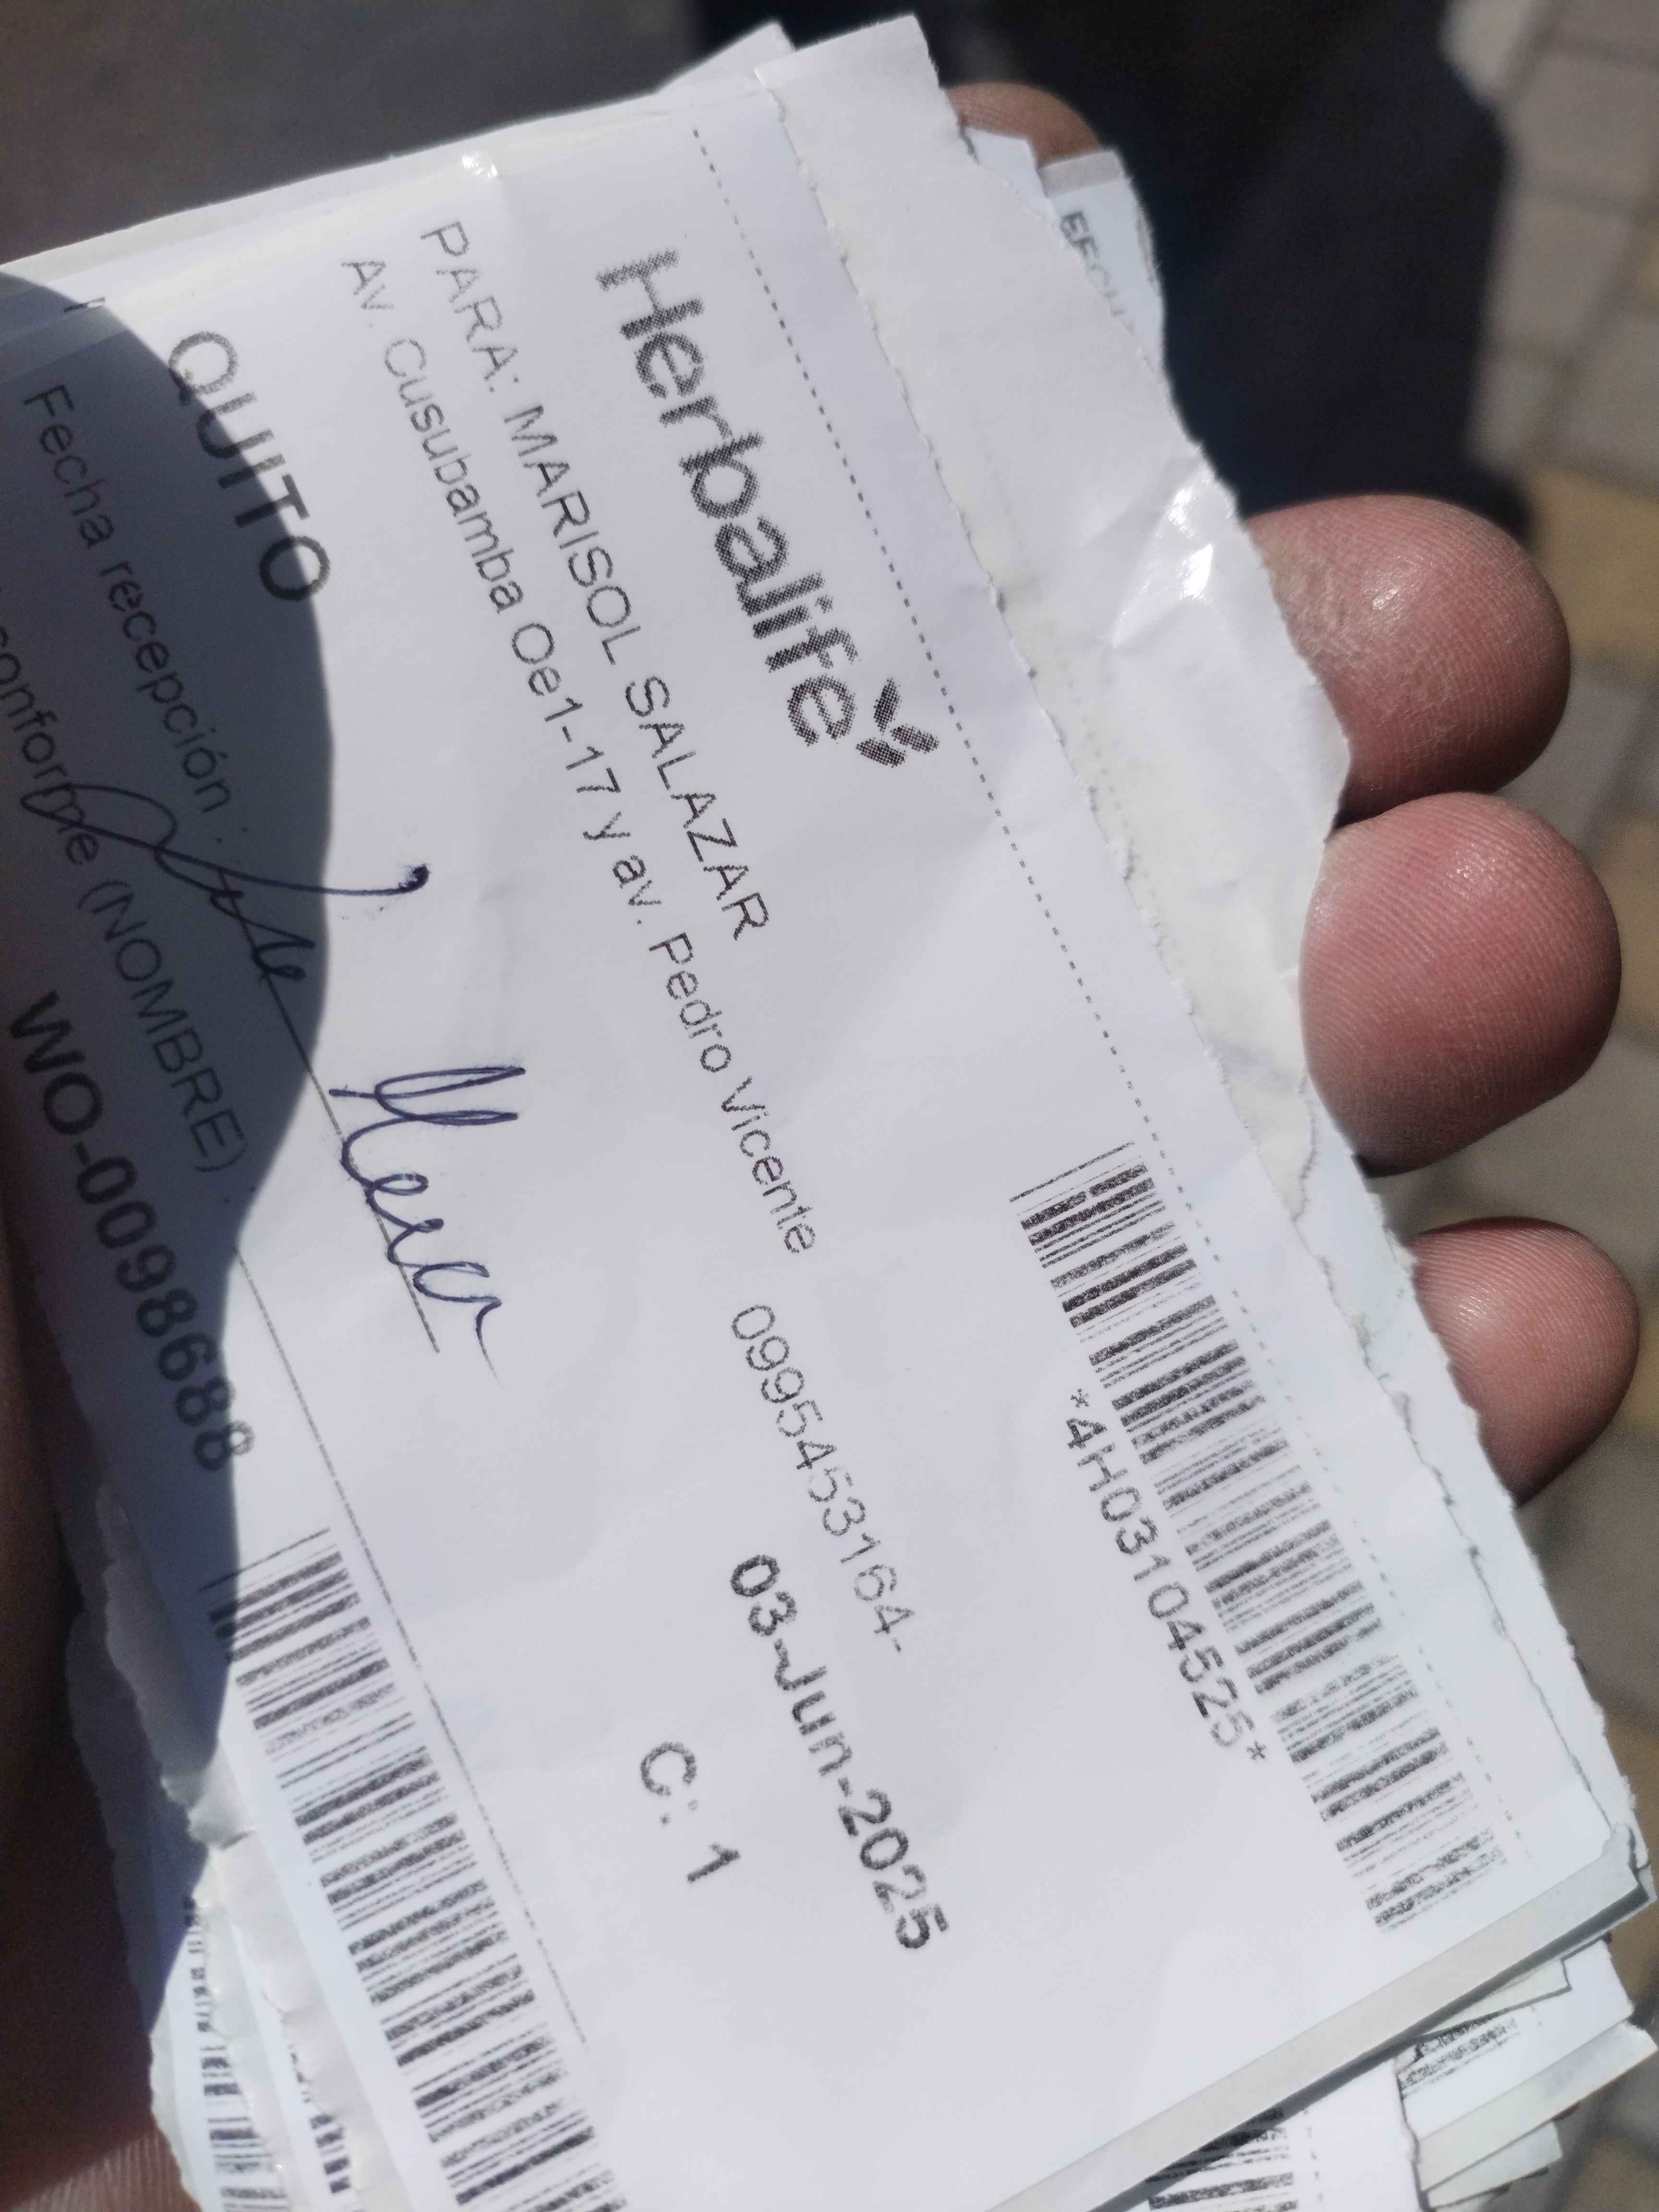 Herbalife
*4H03104525*
PARA: MARISOL SALAZAR
Av. Cusubamba Oe1-17 y av. Pedro Vicente
0995453164-
03-Jun-2025
QUITO
C: 1
Fecha recepción :
conforme (NOMBRE) :
WO-0098688